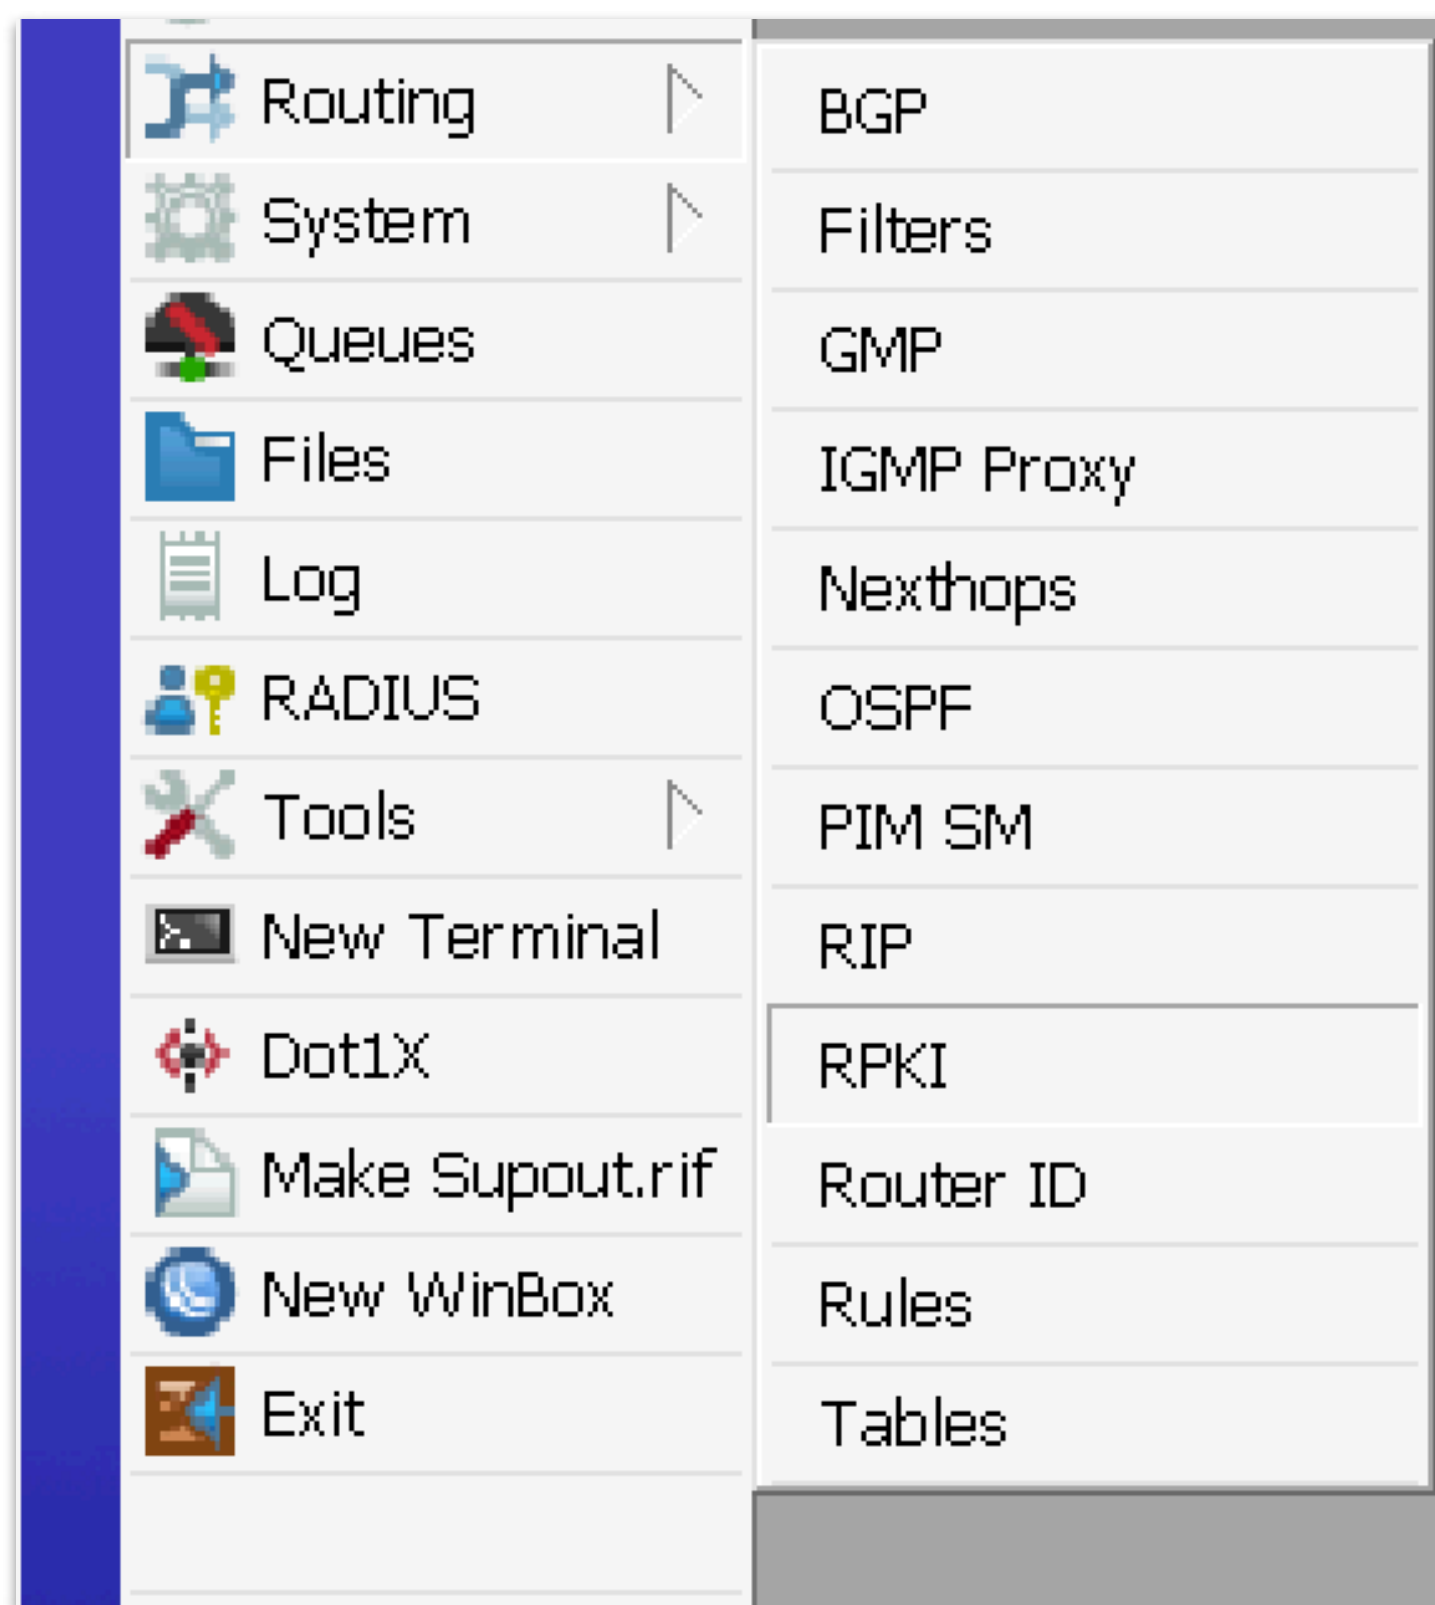 Routing
System
Queues
Files
Log
RADIUS
Tools
New Terminal
Dot1X
Make Supout.rif
New WinBox
Exit
BGP
Filters
GMP
IGMP Proxy
Nexthops
OSPF
PIM SM
RIP
RPKI
Router ID
Rules
Tables